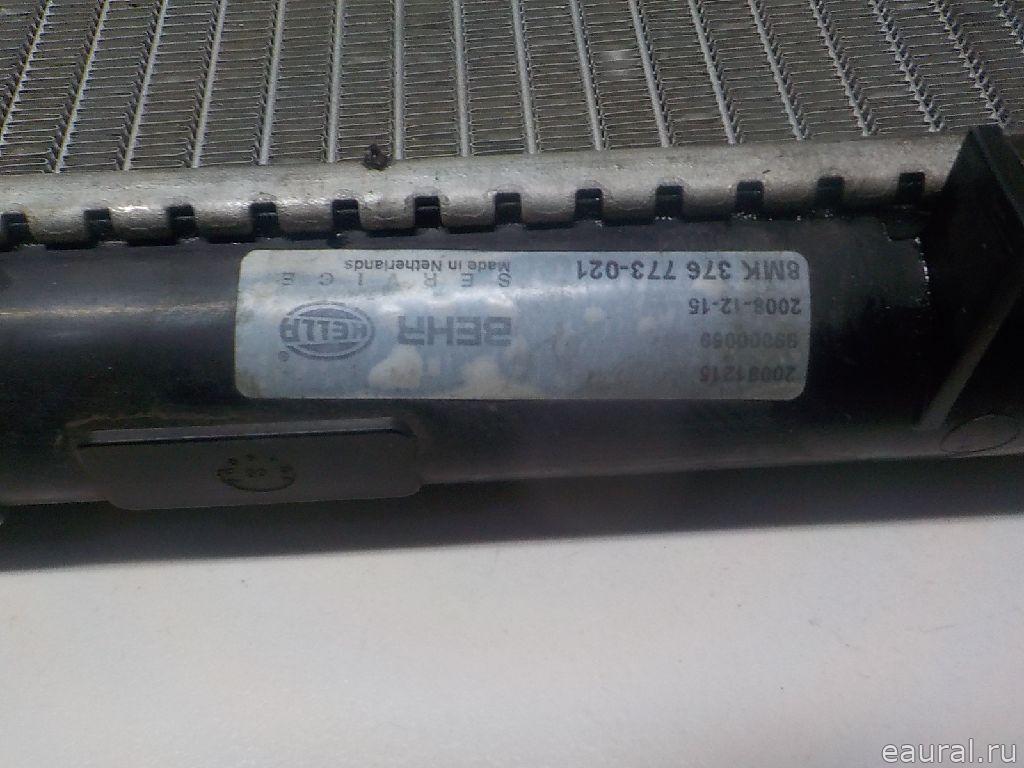 20081215
99000069
2008-12-15
8MK 376 773-021
BEHR
HELLA
®
SERVICE
Made in Netherlands
eaural.ru